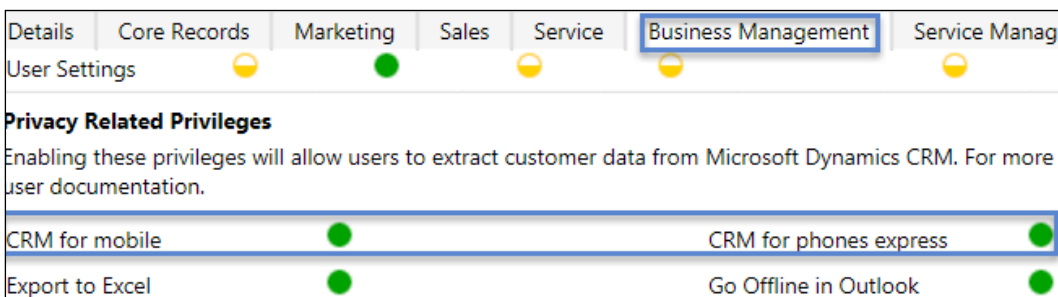 Details Core Records Marketing Sales Service Business Management Service Manag
User Settings
Privacy Related Privileges
Enabling these privileges will allow users to extract customer data from Microsoft Dynamics CRM. For more
user documentation.
CRM for mobile CRM for phones express
Export to Excel Go Offline in Outlook